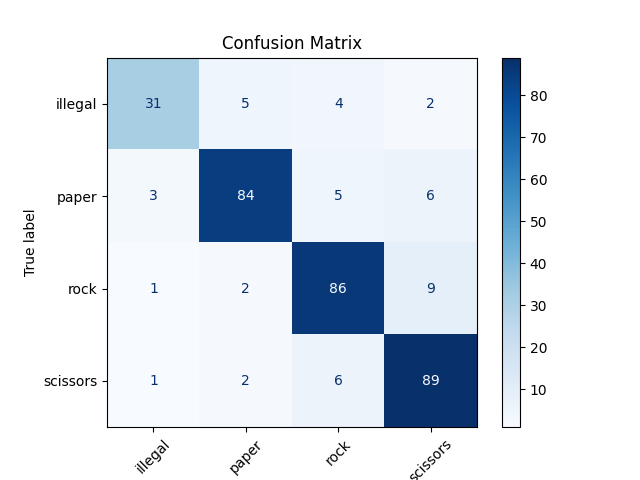 Confusion Matrix
True label
illegal 31 5 4 2
paper 3 84 5 6
rock 1 2 86 9
scissors 1 2 6 89
illegal paper rock scissors
80
70
60
50
40
30
20
10